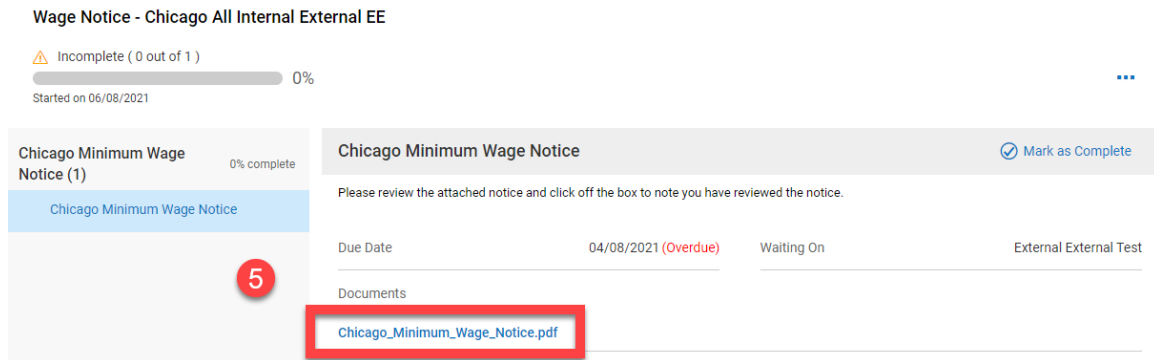 Wage Notice - Chicago All Internal External EE
Incomplete ( 0 out of 1 )
0%
Started on 06/08/2021
Chicago Minimum Wage
Notice (1)
0% complete
Chicago Minimum Wage Notice
5
Chicago Minimum Wage Notice
Mark as Complete
Please review the attached notice and click off the box to note you have reviewed the notice.
Due Date
04/08/2021 (Overdue)
Waiting On
External External Test
Documents
Chicago_Minimum_Wage_Notice.pdf